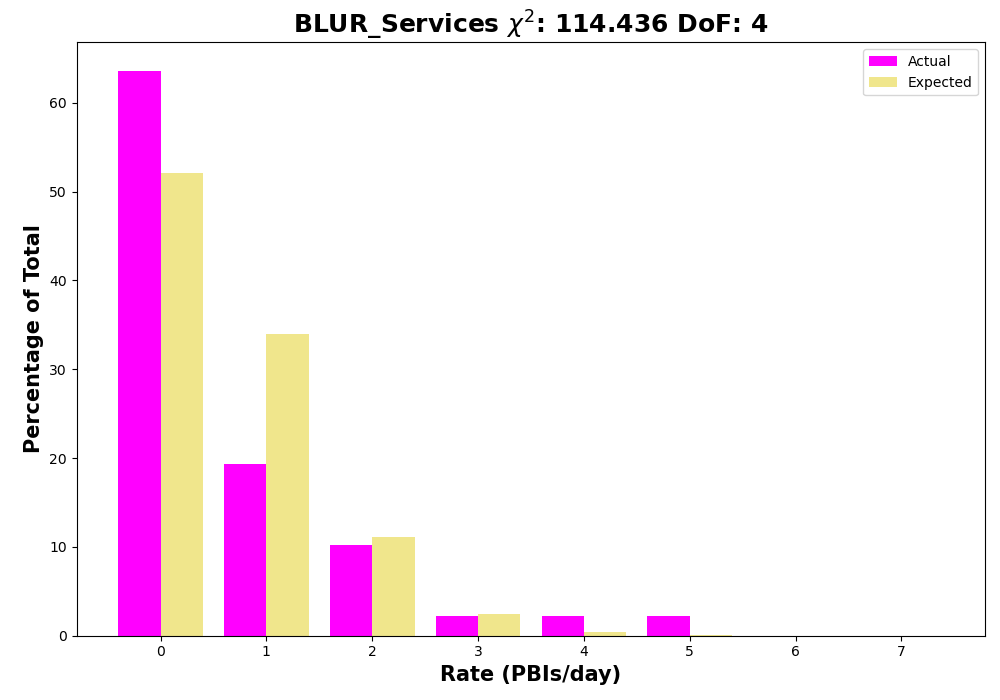 BLUR_Services χ²: 114.436 DoF: 4
Actual
Expected
60
50
40
30
20
10
0
Percentage of Total
0 1 2 3 4 5 6 7
Rate (PBIs/day)